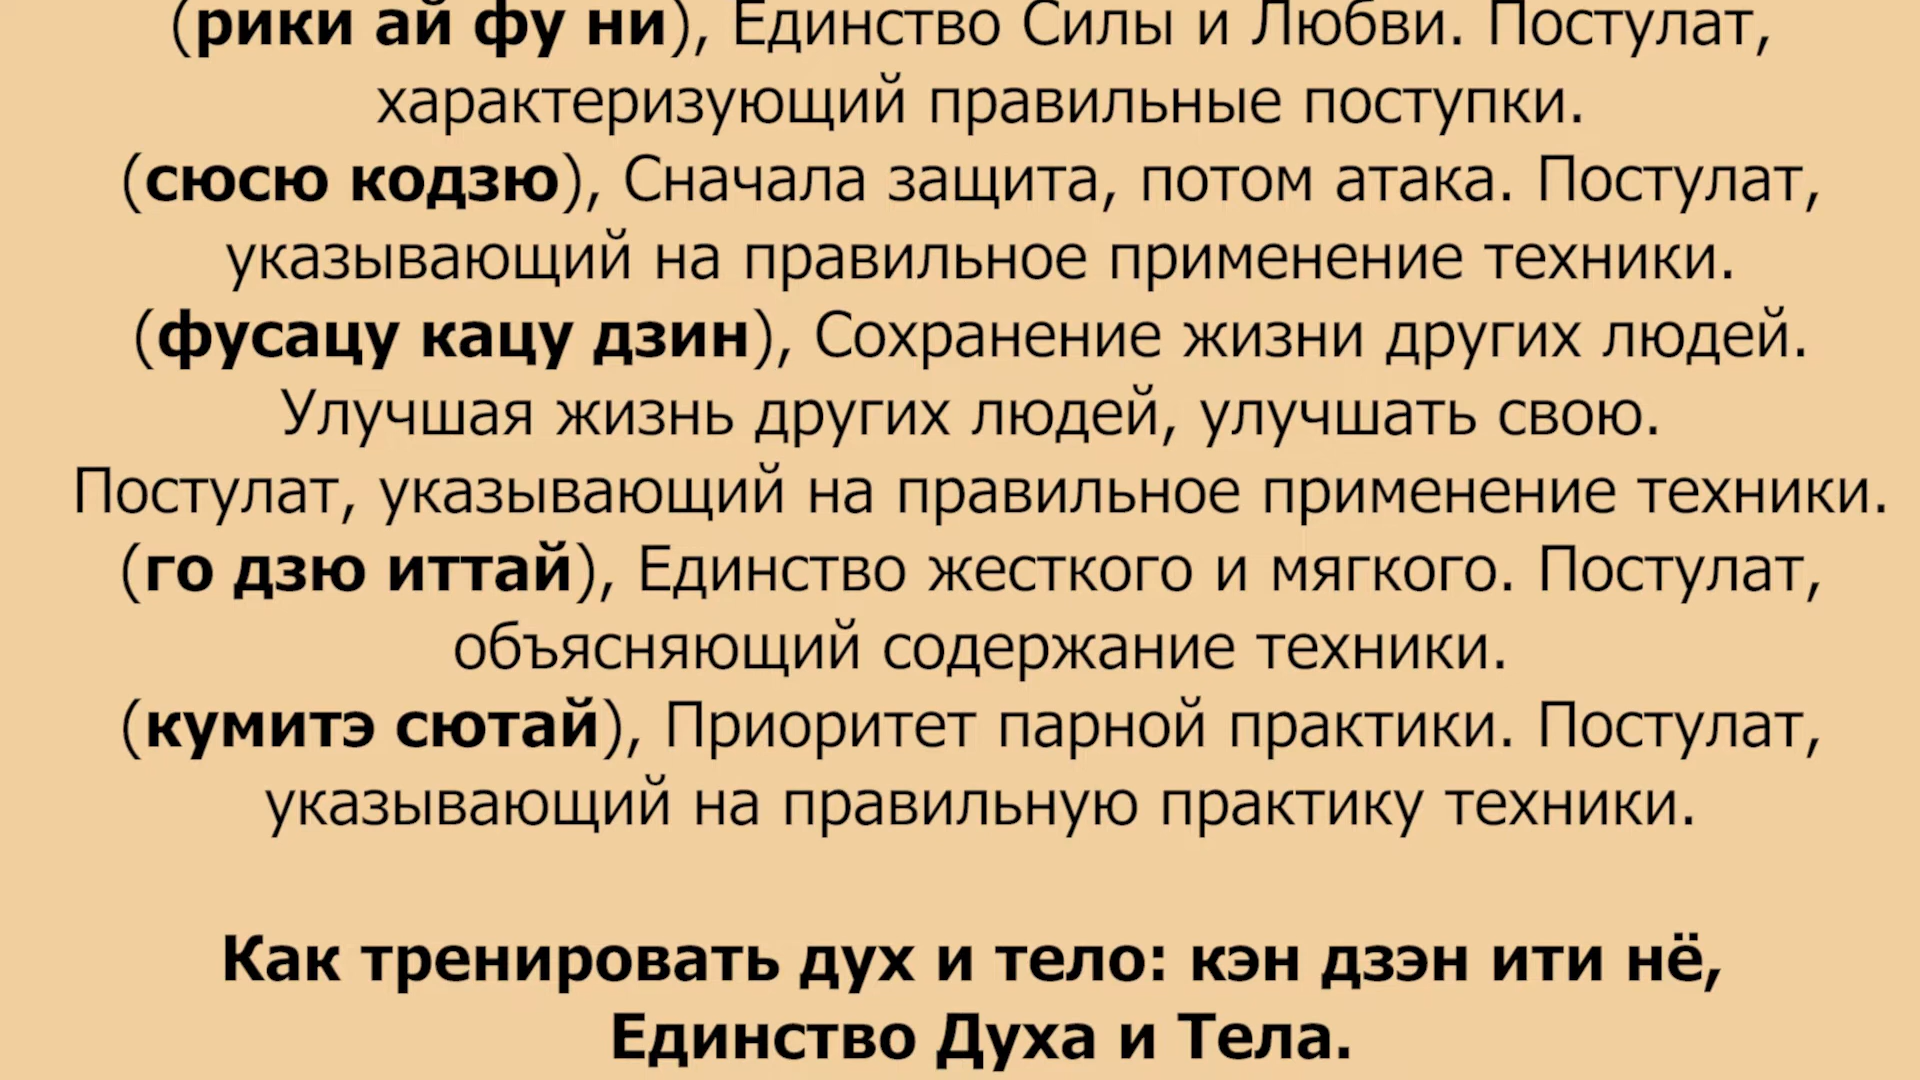 (рики ай фу ни), Единство Силы и Любви. Постулат,
характеризующий правильные поступки.
(сюсю кодзю), Сначала защита, потом атака. Постулат,
указывающий на правильное применение техники.
(фусацу кацу дзин), Сохранение жизни других людей.
Улучшая жизнь других людей, улучшать свою.
Постулат, указывающий на правильное применение техники.
(го дзю иттай), Единство жесткого и мягкого. Постулат,
объясняющий содержание техники.
(кумитэ сютай), Приоритет парной практики. Постулат,
указывающий на правильную практику техники.
Как тренировать дух и тело: кэн дзэн ити нё,
Единство Духа и Тела.